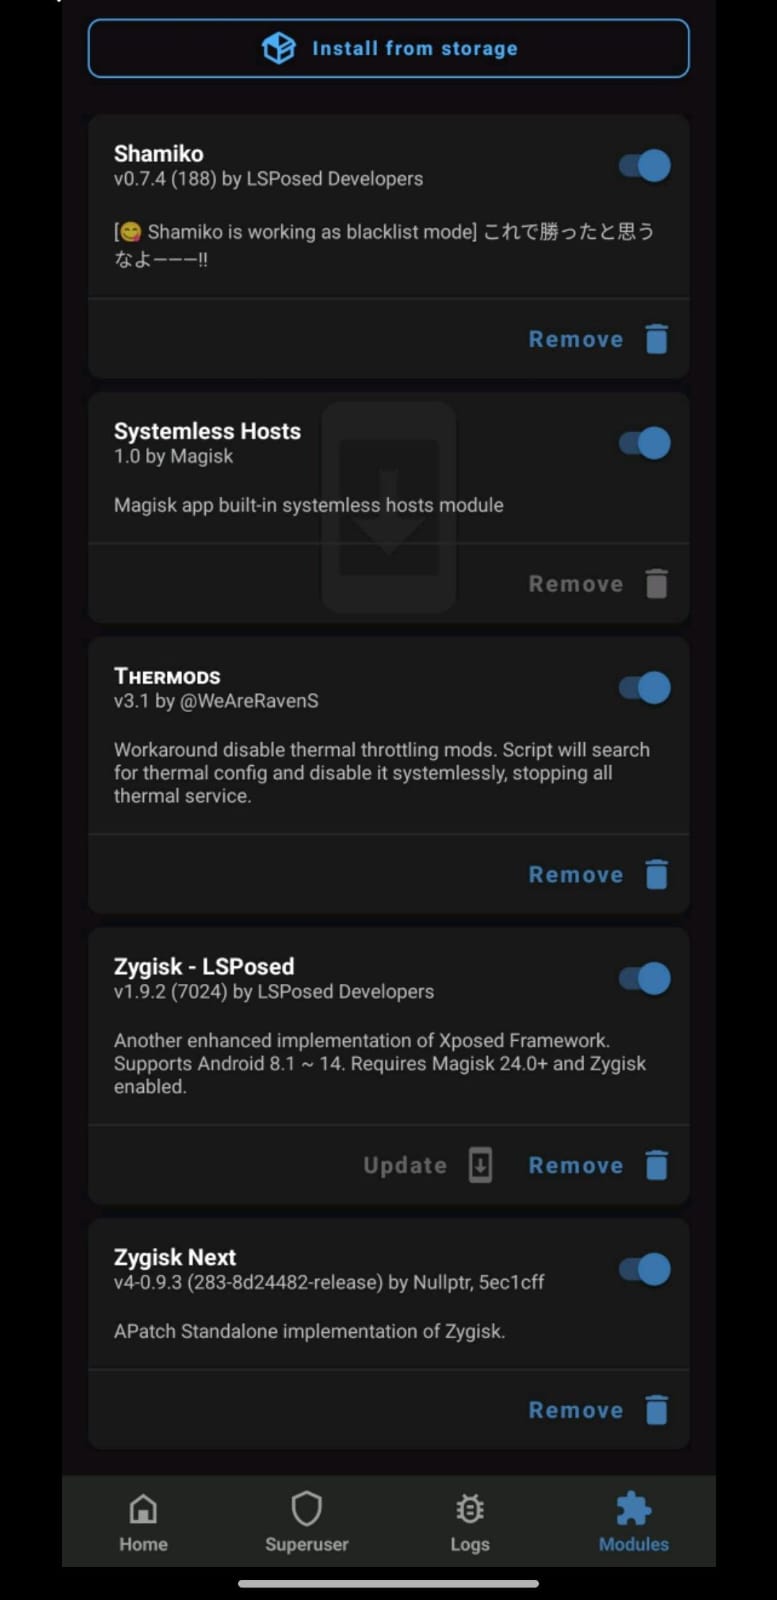 Install from storage
Shamiko
v0.7.4 (188) by LSPosed Developers
[😋 Shamiko is working as blacklist mode] これで勝ったと思う
なよ———!!
Remove
Systemless Hosts
1.0 by Magisk
Magisk app built-in systemless hosts module
Remove
Tʜᴇʀᴍᴏᴅs
v3.1 by @WeAreRavenS
Workaround disable thermal throttling mods. Script will search
for thermal config and disable it systemlessly, stopping all
thermal service.
Remove
Zygisk - LSPosed
v1.9.2 (7024) by LSPosed Developers
Another enhanced implementation of Xposed Framework.
Supports Android 8.1 ~ 14. Requires Magisk 24.0+ and Zygisk
enabled.
Update Remove
Zygisk Next
v4-0.9.3 (283-8d24482-release) by Nullptr, 5ec1cff
APatch Standalone implementation of Zygisk.
Remove
Home Superuser Logs Modules